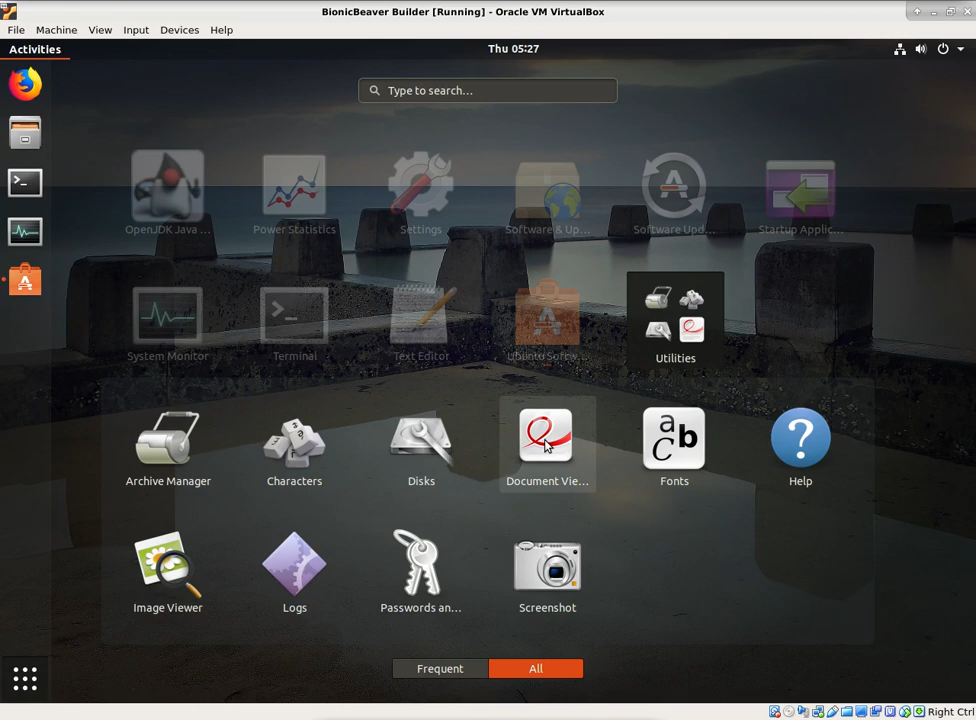 BionicBeaver Builder [Running] - Oracle VM VirtualBox
File Machine View Input Devices Help
Activities
Thu 05:27
Type to search...
OpenJDK Java ...
Power Statistics
Settings
Software & Up...
Software Upd...
Startup Applic...
System Monitor
Terminal
Text Editor
Ubuntu Softw...
Utilities
Archive Manager
Characters
Disks
Document Vie...
Fonts
Help
Image Viewer
Logs
Passwords an...
Screenshot
Frequent
All
Right Ctrl